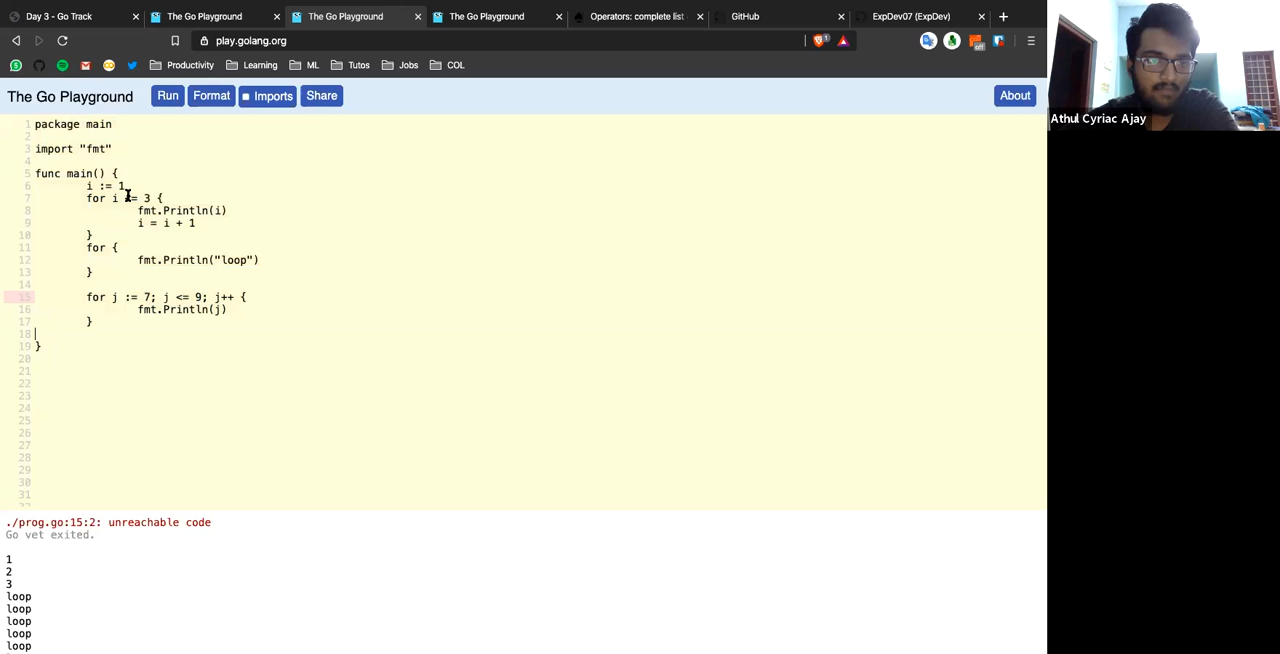 Day 3 - Go Track
The Go Playground
The Go Playground
The Go Playground
Operators: complete list
GitHub
ExpDev07 (ExpDev)
play.golang.org
1
off
Productivity
Learning
ML
Tutos
Jobs
COL
The Go Playground
Run
Format
Imports
Share
About
1 package main
2
3 import "fmt"
4
5 func main() {
6 i := 1
7 for i = 3 {
8 fmt.Println(i)
9 i = i + 1
10 }
11 for {
12 fmt.Println("loop")
13 }
14
15 for j := 7; j <= 9; j++ {
16 fmt.Println(j)
17 }
18
19 }
20
21
22
23
24
25
26
27
28
29
30
31
./prog.go:15:2: unreachable code
Go vet exited.
1
2
3
loop
loop
loop
loop
loop
Athul Cyriac Ajay